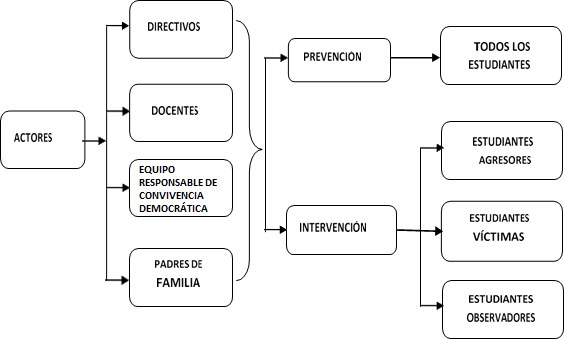 ACTORES
DIRECTIVOS
DOCENTES
EQUIPO
RESPONSABLE DE
CONVIVENCIA
DEMOCRÁTICA
PADRES DE
FAMILIA
PREVENCIÓN
INTERVENCIÓN
TODOS LOS
ESTUDIANTES
ESTUDIANTES
AGRESORES
ESTUDIANTES
VÍCTIMAS
ESTUDIANTES
OBSERVADORES